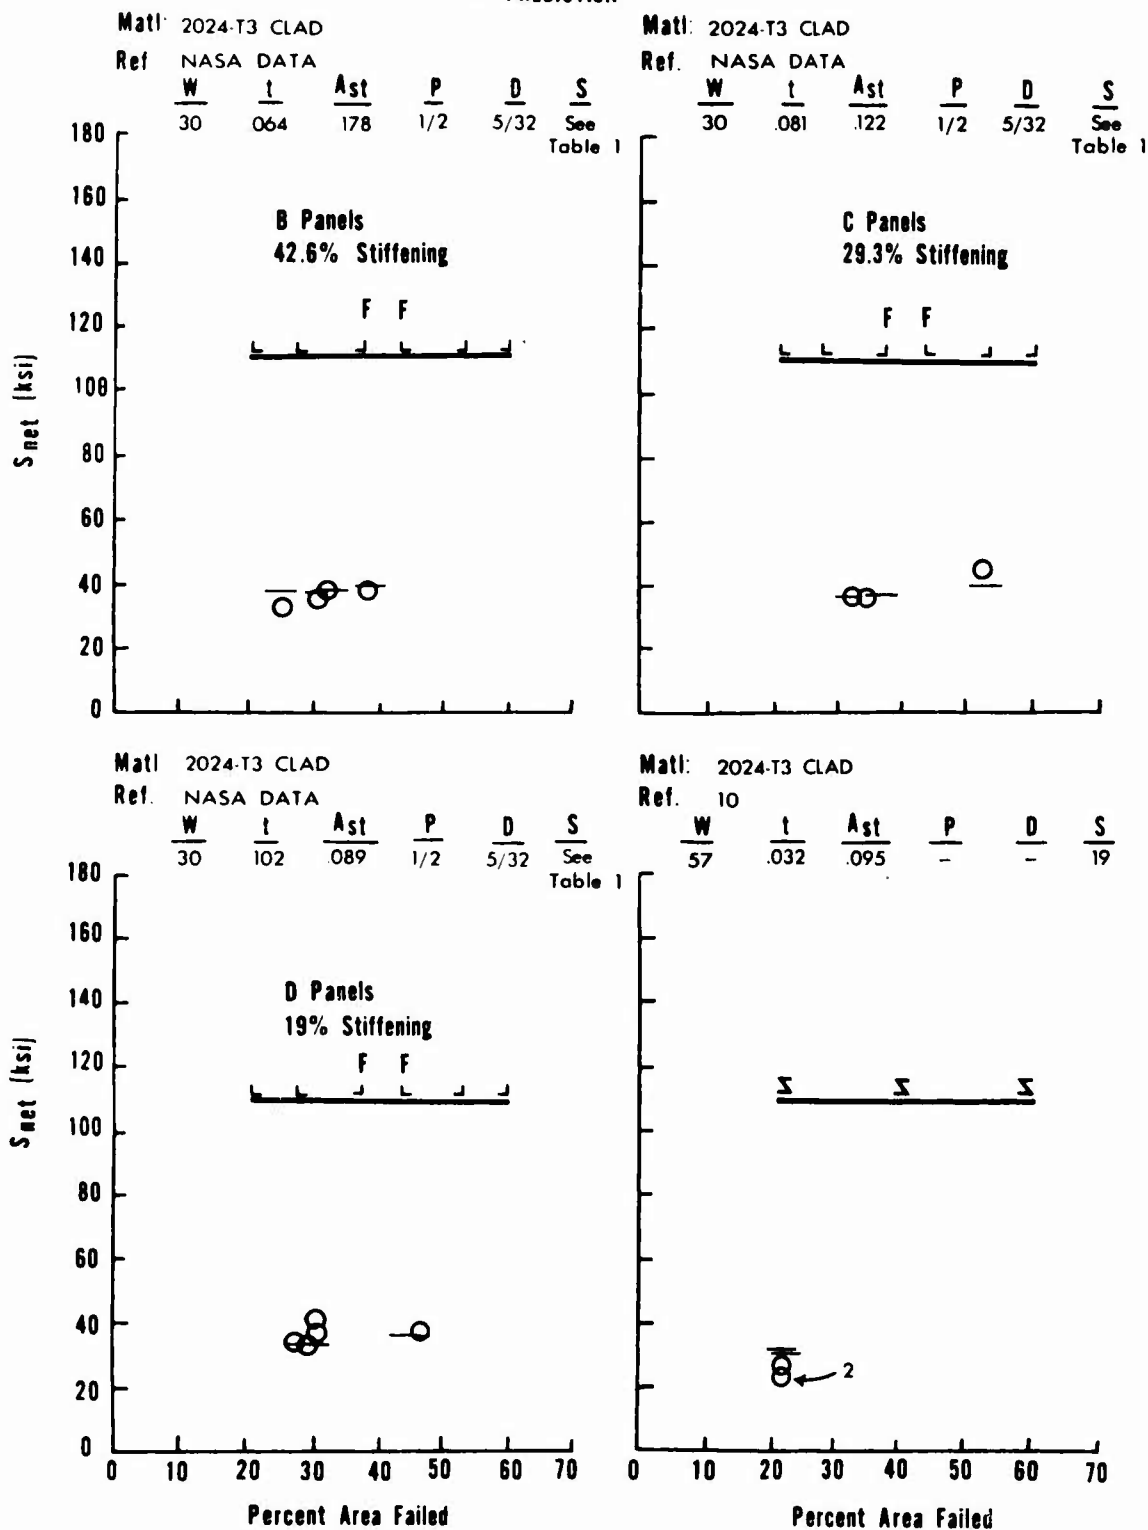 Matl: 2024-T3 CLAD
Ref NASA DATA
W t Ast P D S
30 .064 .178 1/2 5/32 See Table 1
180
160
140
120
100
80
60
40
20
0
Snet (ksi)
B Panels
42.6% Stiffening
F F
Matl: 2024-T3 CLAD
Ref. NASA DATA
W t Ast P D S
30 .081 .122 1/2 5/32 See Table 1
C Panels
29.3% Stiffening
F F
Matl 2024-T3 CLAD
Ref. NASA DATA
W t Ast P D S
30 .102 .089 1/2 5/32 See Table 1
180
160
140
120
100
80
60
40
20
0
Snet (ksi)
D Panels
19% Stiffening
F F
0 10 20 30 40 50 60 70
Percent Area Failed
Matl: 2024-T3 CLAD
Ref. 10
W t Ast P D S
57 .032 .095 - - 19
2
0 10 20 30 40 50 60 70
Percent Area Failed